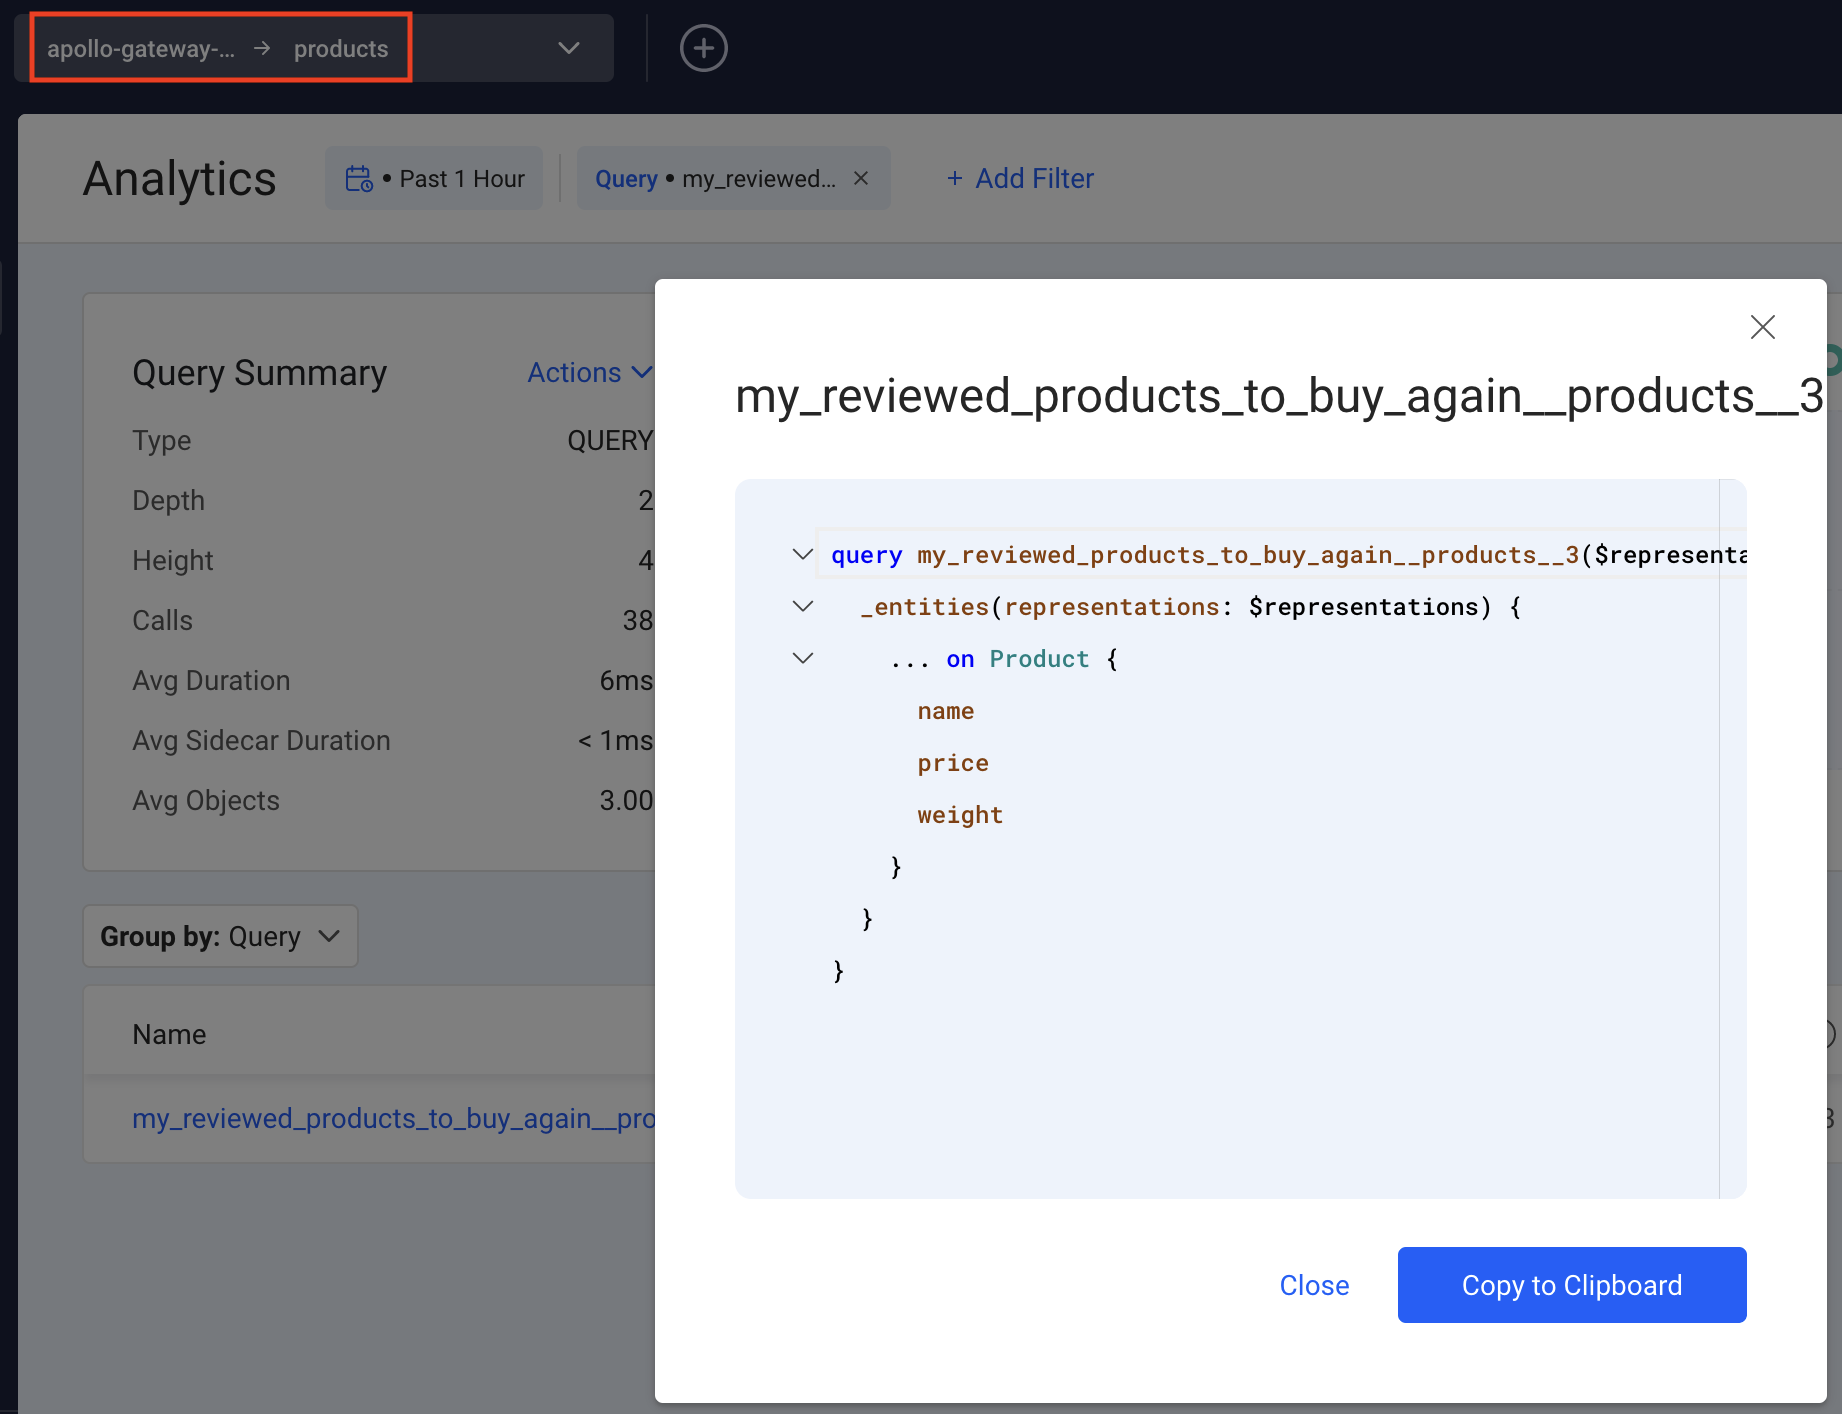 apollo-gateway-... → products
Analytics
• Past 1 Hour
Query • my_reviewed... ×
+ Add Filter
Query Summary
Actions
Type QUERY
Depth 2
Height 4
Calls 38
Avg Duration 6ms
Avg Sidecar Duration < 1ms
Avg Objects 3.00
Group by: Query
Name
my_reviewed_products_to_buy_again__pro
my_reviewed_products_to_buy_again__products__3
query my_reviewed_products_to_buy_again__products__3($representa
_entities(representations: $representations) {
... on Product {
name
price
weight
}
}
}
Close
Copy to Clipboard